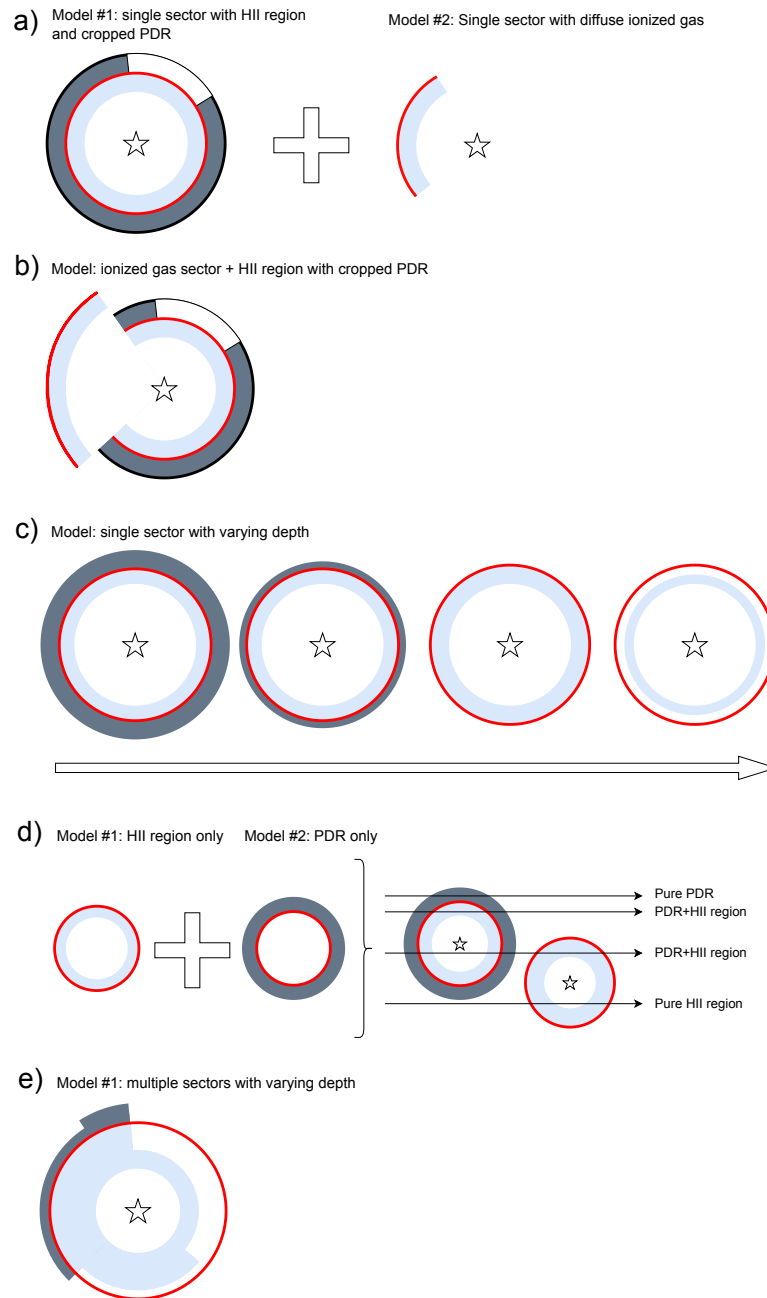 a)
Model #1: single sector with HII region
and cropped PDR
Model #2: Single sector with diffuse ionized gas
b)
Model: ionized gas sector + HII region with cropped PDR
c)
Model: single sector with varying depth
d)
Model #1: HII region only
Model #2: PDR only
Pure PDR
PDR+HII region
PDR+HII region
Pure HII region
e)
Model #1: multiple sectors with varying depth